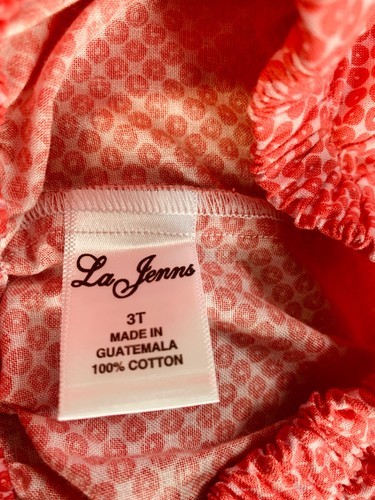 La Jenns
3T
MADE IN
GUATEMALA
100% COTTON